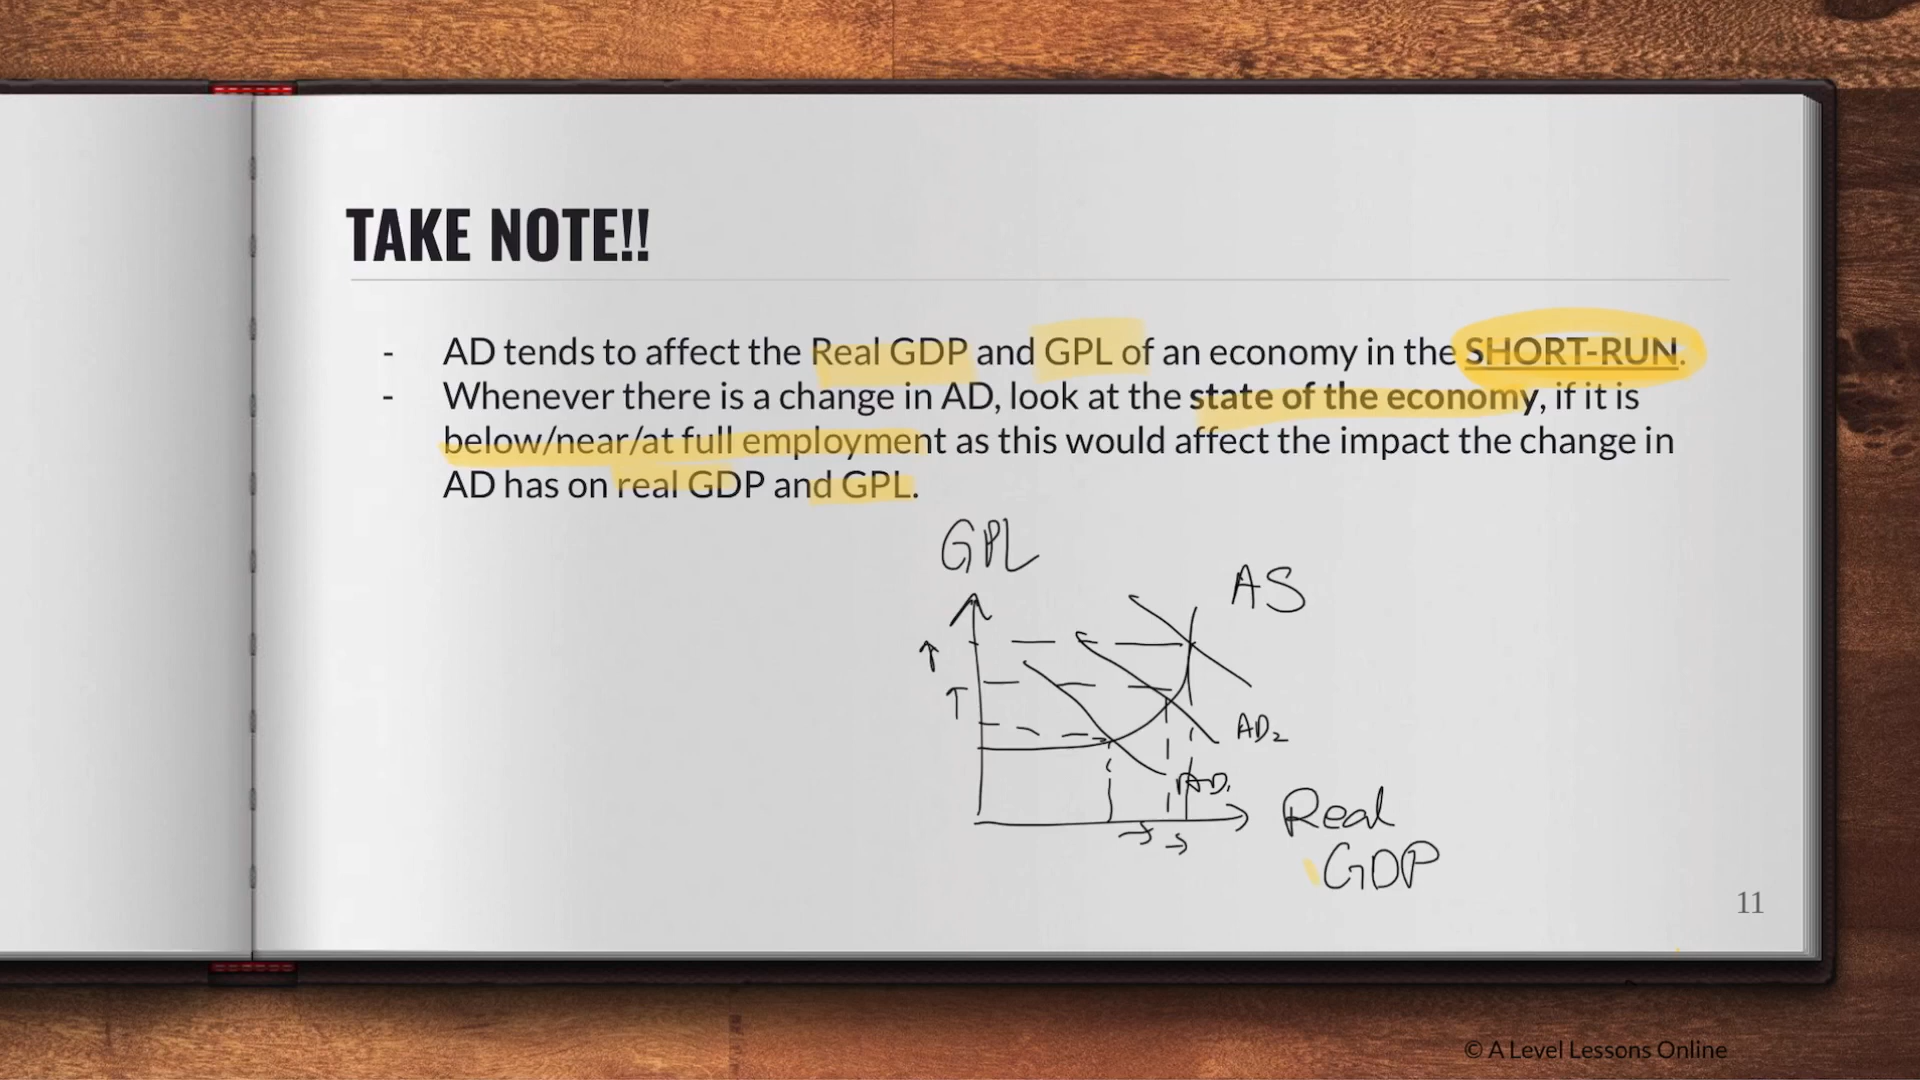 TAKE NOTE!!
- AD tends to affect the Real GDP and GPL of an economy in the SHORT-RUN.
- Whenever there is a change in AD, look at the state of the economy, if it is
below/near/at full employment as this would affect the impact the change in
AD has on real GDP and GPL.
GPL
AS
AD₂
AD₁
Real
GDP
11
© A Level Lessons Online